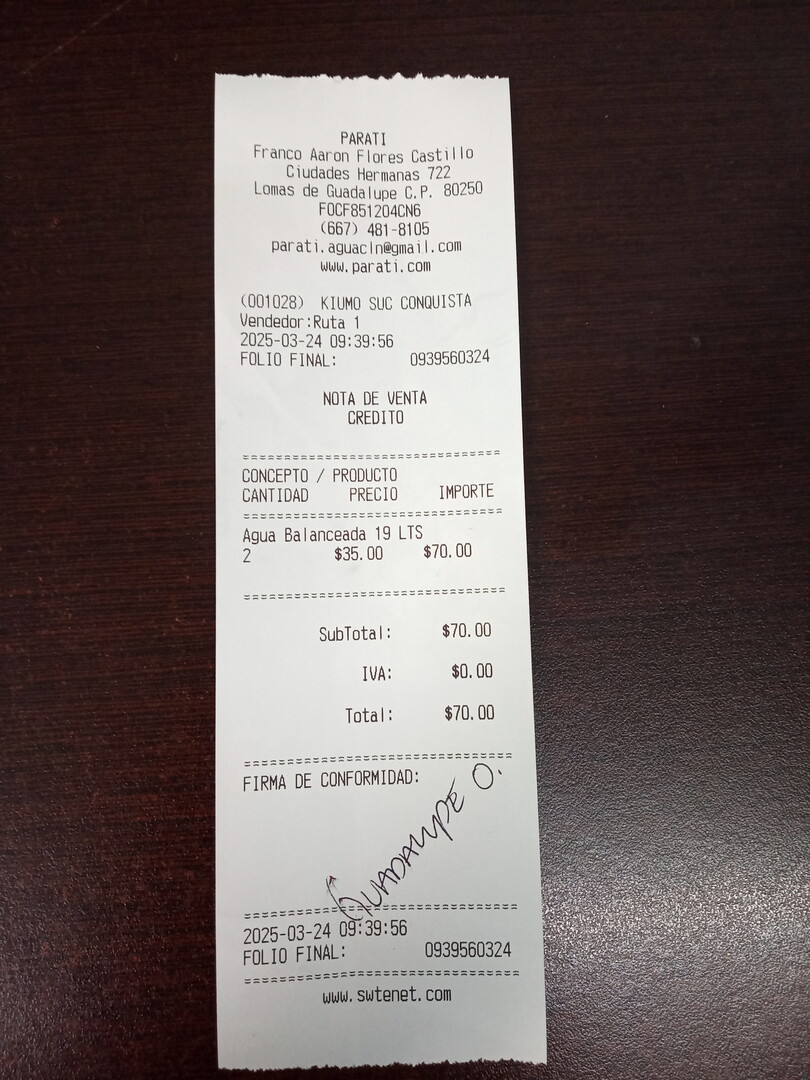 PARATI
Franco Aaron Flores Castillo
Ciudades Hermanas 722
Lomas de Guadalupe C.P. 80250
FOCF851204CN6
(667) 481-8105
parati.aguacln@gmail.com
www.parati.com
(001028) KIUMO SUC CONQUISTA
Vendedor:Ruta 1
2025-03-24 09:39:56
FOLIO FINAL: 0939560324
NOTA DE VENTA
CREDITO
CONCEPTO / PRODUCTO
CANTIDAD PRECIO IMPORTE
Agua Balanceada 19 LTS
2 $35.00 $70.00
SubTotal: $70.00
IVA: $0.00
Total: $70.00
FIRMA DE CONFORMIDAD:
GUADALUPE O.
2025-03-24 09:39:56
FOLIO FINAL: 0939560324
www.swtenet.com